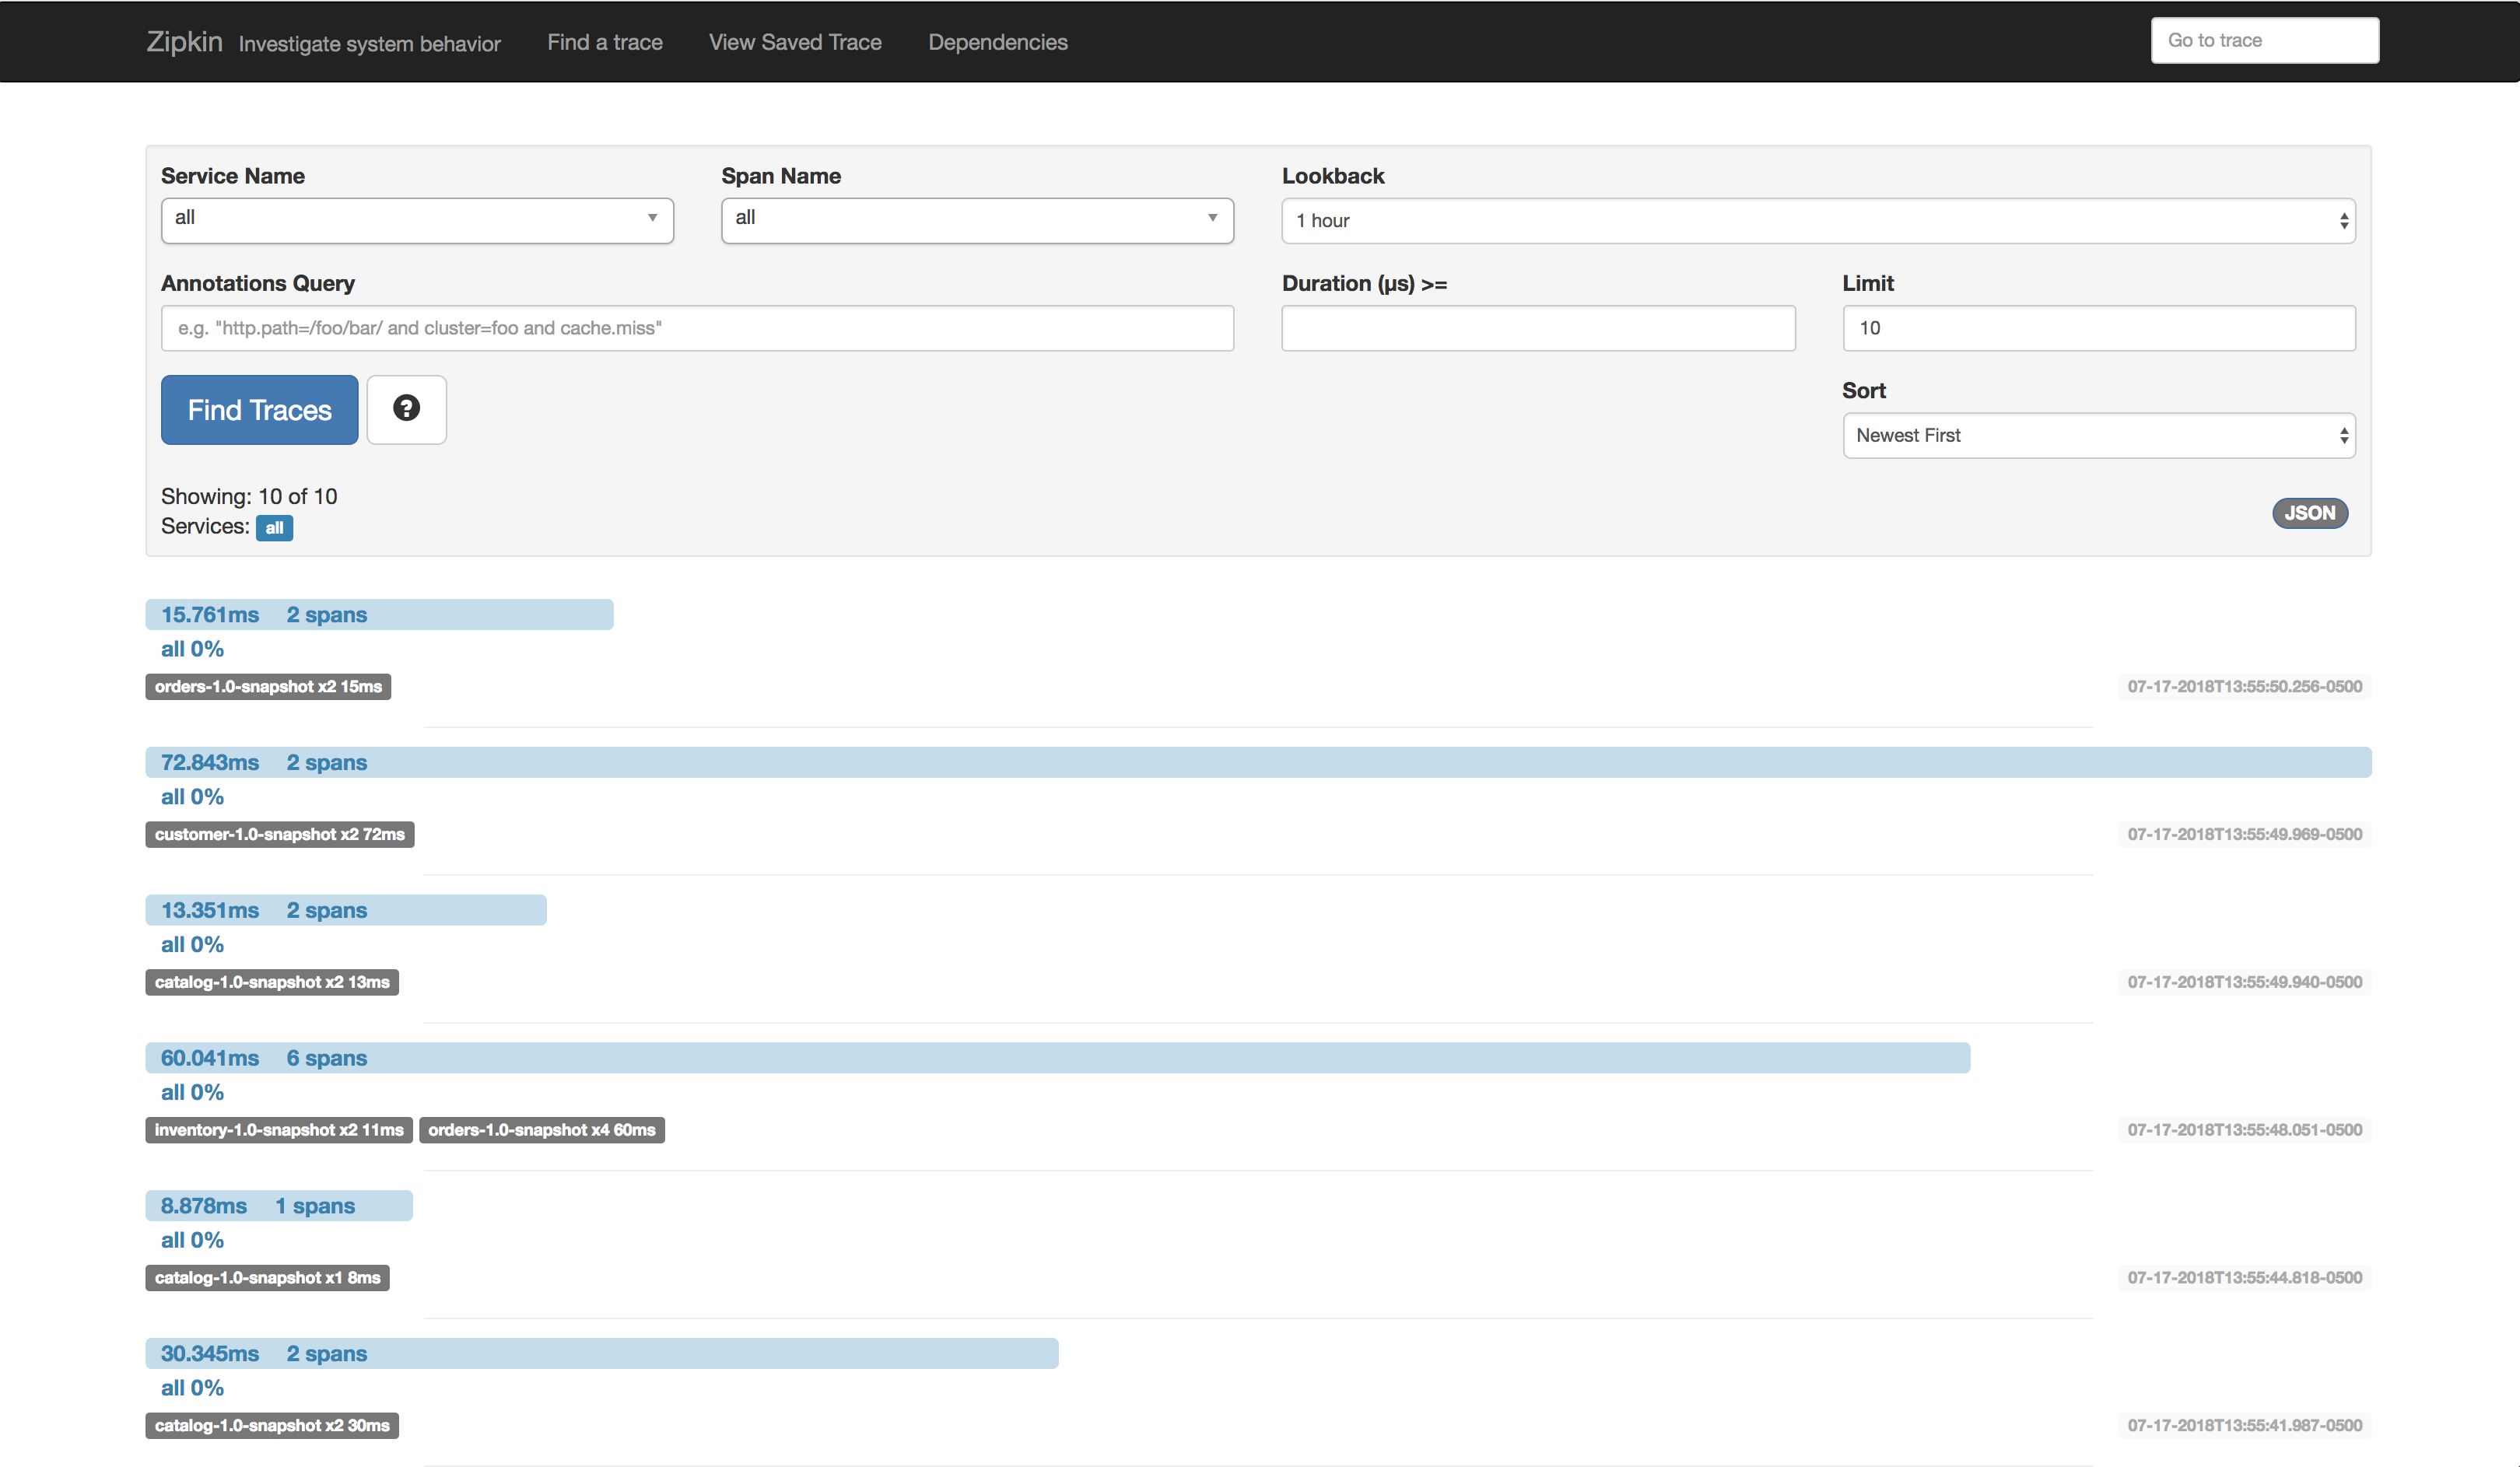 Zipkin Investigate system behavior Find a trace View Saved Trace Dependencies Go to trace
Service Name Span Name Lookback
all all 1 hour
Annotations Query Duration (µs) >= Limit
e.g. "http.path=/foo/bar/ and cluster=foo and cache.miss" 10
Find Traces ? Sort
Newest First
Showing: 10 of 10
Services: all JSON
15.761ms 2 spans
all 0%
orders-1.0-snapshot x2 15ms 07-17-2018T13:55:50.256-0500
72.843ms 2 spans
all 0%
customer-1.0-snapshot x2 72ms 07-17-2018T13:55:49.969-0500
13.351ms 2 spans
all 0%
catalog-1.0-snapshot x2 13ms 07-17-2018T13:55:49.940-0500
60.041ms 6 spans
all 0%
inventory-1.0-snapshot x2 11ms orders-1.0-snapshot x4 60ms 07-17-2018T13:55:48.051-0500
8.878ms 1 spans
all 0%
catalog-1.0-snapshot x1 8ms 07-17-2018T13:55:44.818-0500
30.345ms 2 spans
all 0%
catalog-1.0-snapshot x2 30ms 07-17-2018T13:55:41.987-0500